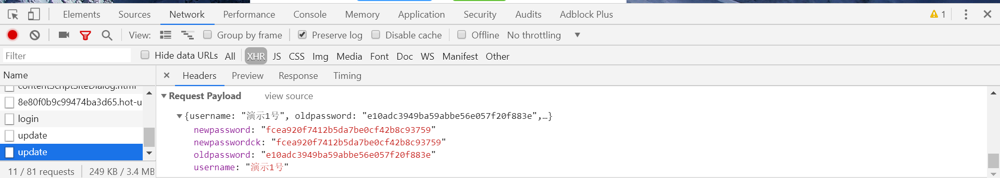 Elements Sources Network Performance Console Memory Application Security Audits Adblock Plus 1
View: Group by frame Preserve log Disable cache Offline No throttling
Filter Hide data URLs All XHR JS CSS Img Media Font Doc WS Manifest Other
Name
contentScriptSiteDialog.html
8e80f0b9c99474ba3d65.hot-u
login
update
update
11 / 81 requests 249 KB / 3.4 MB
Headers Preview Response Timing
Request Payload view source
{username: "演示1号", oldpassword: "e10adc3949ba59abbe56e057f20f883e",…}
newpassword: "fcea920f7412b5da7be0cf42b8c93759"
newpasswordck: "fcea920f7412b5da7be0cf42b8c93759"
oldpassword: "e10adc3949ba59abbe56e057f20f883e"
username: "演示1号"